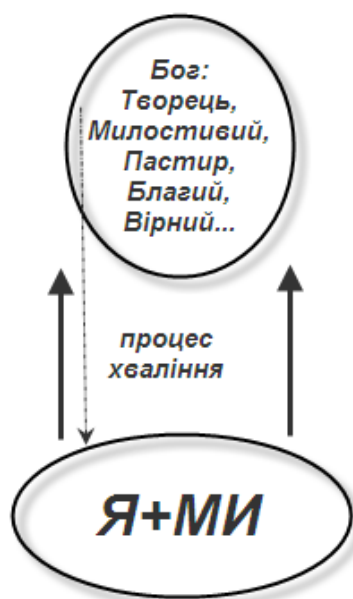 Бог:
Творець,
Милостивий,
Пастир,
Благий,
Вірний...
процес
хваління
Я+МИ